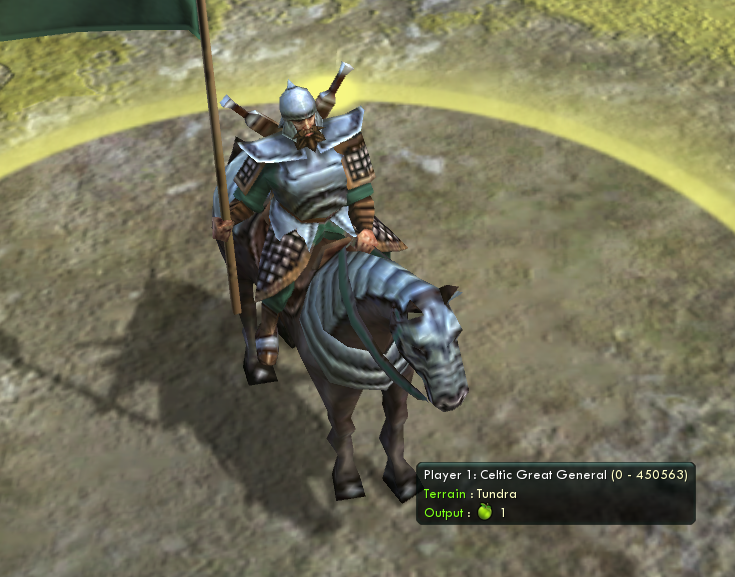 Player 1: Celtic Great General (0 - 450563)
Terrain : Tundra
Output : 1